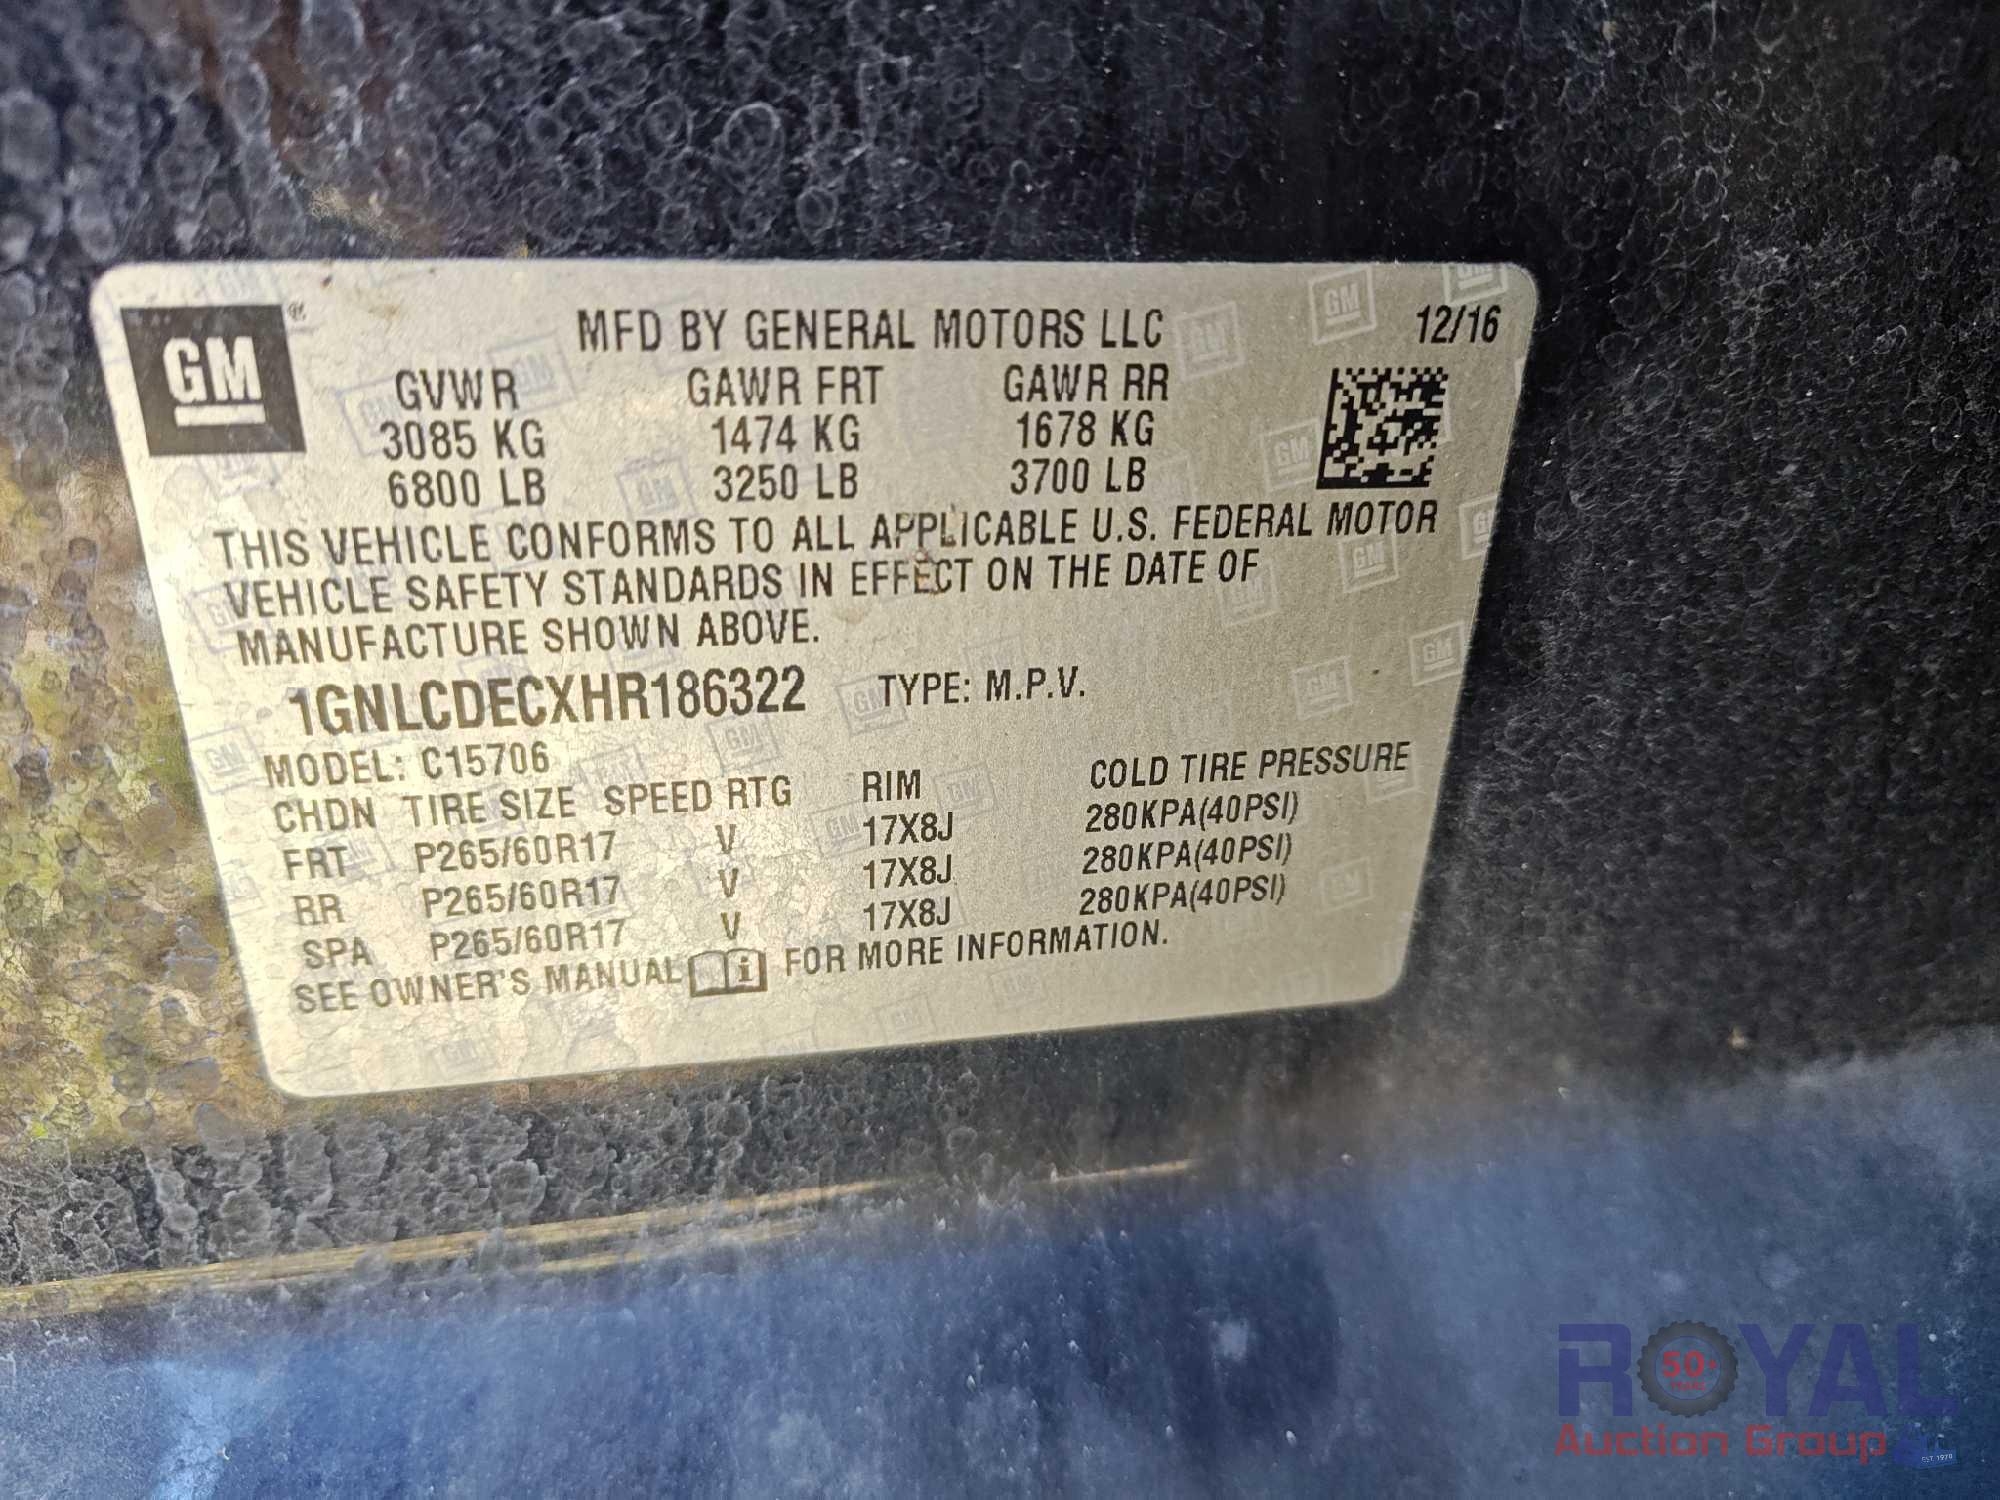 GM
MFD BY GENERAL MOTORS LLC 12/16
GVWR GAWR FRT GAWR RR
3085 KG 1474 KG 1678 KG
6800 LB 3250 LB 3700 LB
THIS VEHICLE CONFORMS TO ALL APPLICABLE U.S. FEDERAL MOTOR
VEHICLE SAFETY STANDARDS IN EFFECT ON THE DATE OF
MANUFACTURE SHOWN ABOVE.
1GNLCDECXHR186322 TYPE: M.P.V.
MODEL: C15706
CHDN TIRE SIZE SPEED RTG RIM COLD TIRE PRESSURE
FRT P265/60R17 V 17X8J 280KPA(40PSI)
RR P265/60R17 V 17X8J 280KPA(40PSI)
SPA P265/60R17 V 17X8J 280KPA(40PSI)
SEE OWNER'S MANUAL i FOR MORE INFORMATION.
ROYAL
50+
YEARS
Auction Group
EST 1970